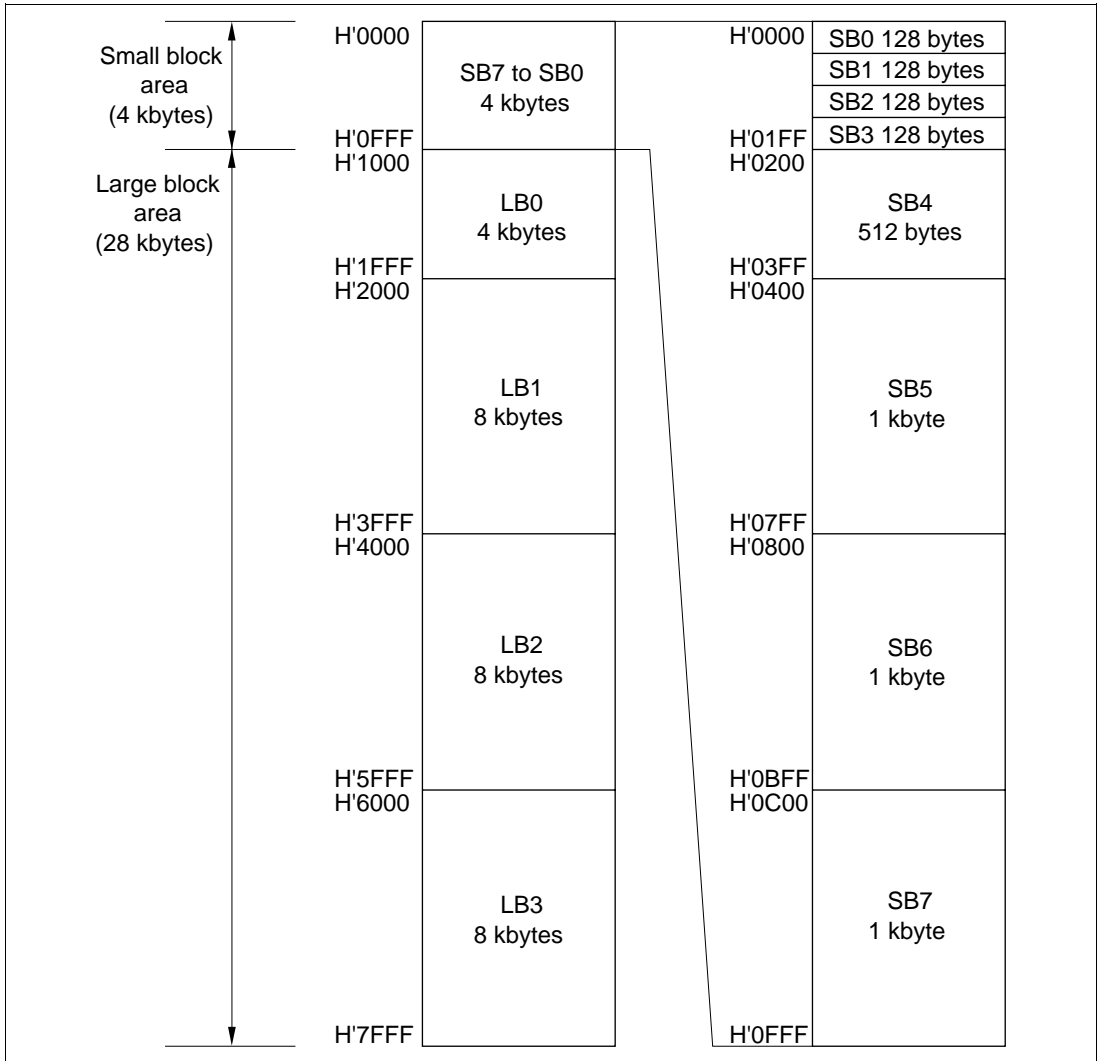 Small block
area
(4 kbytes)
Large block
area
(28 kbytes)
H'0000
SB7 to SB0
4 kbytes
H'0FFF
H'1000
LB0
4 kbytes
H'1FFF
H'2000
LB1
8 kbytes
H'3FFF
H'4000
LB2
8 kbytes
H'5FFF
H'6000
LB3
8 kbytes
H'7FFF
H'0000
SB0 128 bytes
SB1 128 bytes
SB2 128 bytes
SB3 128 bytes
H'01FF
H'0200
SB4
512 bytes
H'03FF
H'0400
SB5
1 kbyte
H'07FF
H'0800
SB6
1 kbyte
H'0BFF
H'0C00
SB7
1 kbyte
H'0FFF